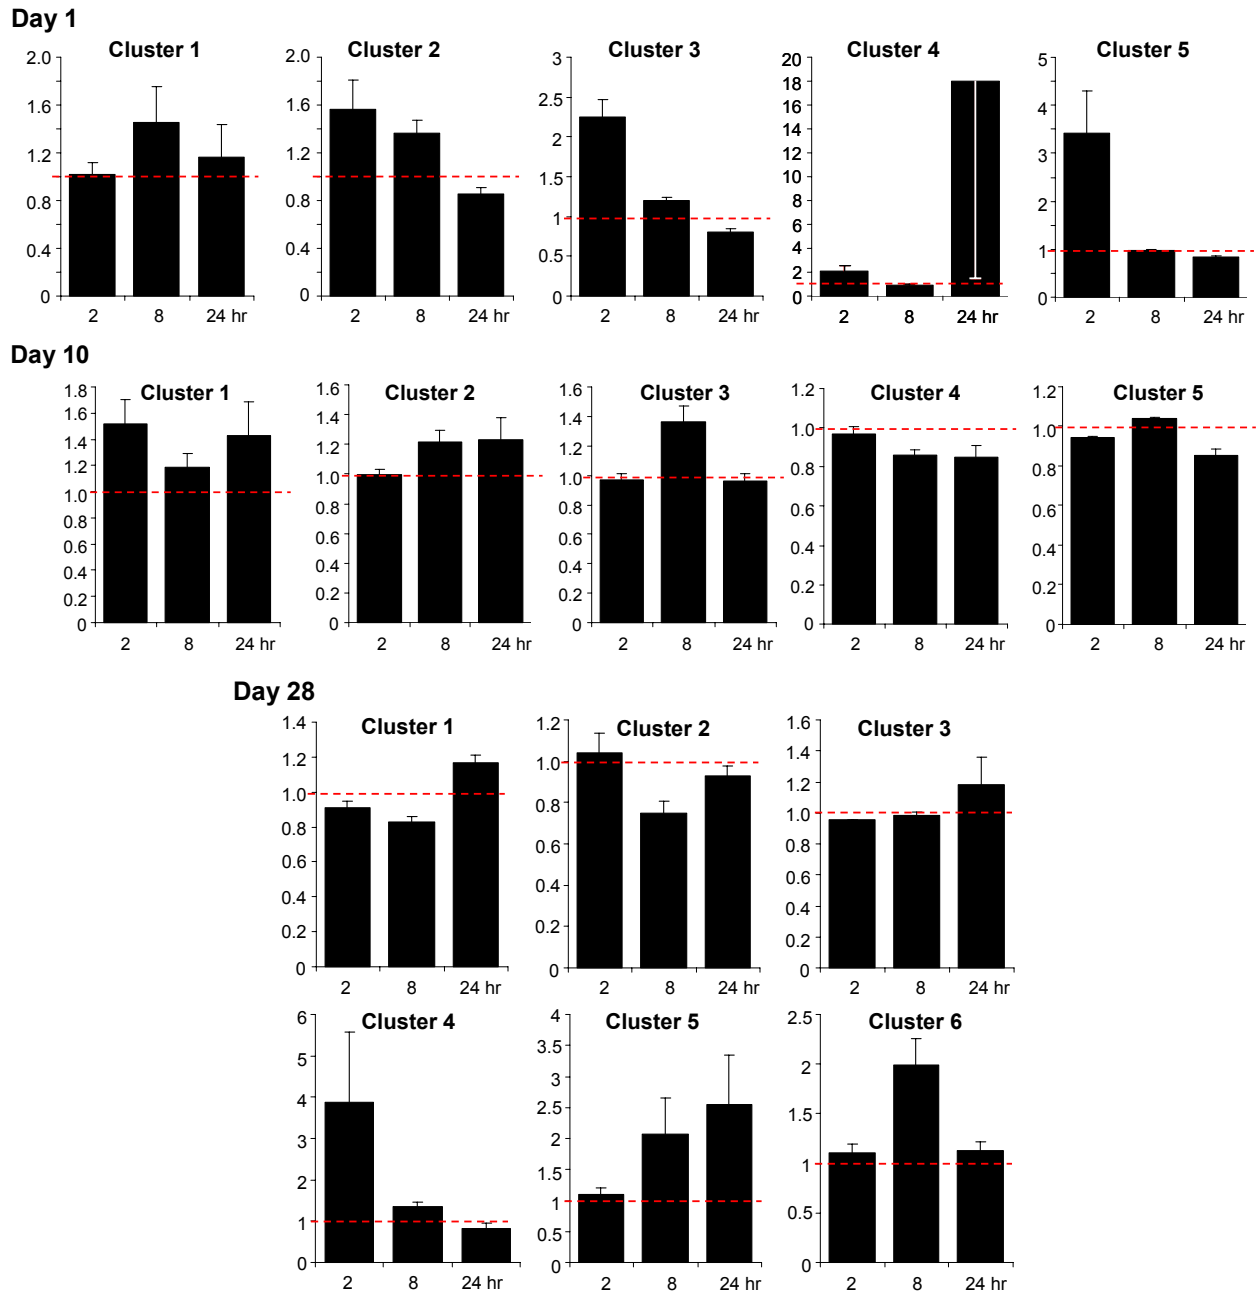 Day 1
Cluster 1 Cluster 2 Cluster 3 Cluster 4 Cluster 5
2.0 1.6 1.2 0.8 0.4 0
2 8 24 hr
2.0 1.6 1.2 0.8 0.4 0
2 8 24 hr
3 2.5 2 1.5 1 0.5 0
2 8 24 hr
20 18 16 14 12 10 8 6 4 2 0
2 8 24 hr
5 4 3 2 1 0
2 8 24 hr
Day 10
Cluster 1 Cluster 2 Cluster 3 Cluster 4 Cluster 5
1.8 1.6 1.4 1.2 1.0 0.8 0.6 0.4 0.2 0
2 8 24 hr
1.6 1.4 1.2 1.0 0.8 0.6 0.4 0.2 0
2 8 24 hr
1.6 1.4 1.2 1.0 0.8 0.6 0.4 0.2 0
2 8 24 hr
1.2 1.0 0.8 0.6 0.4 0.2 0
2 8 24 hr
1.2 1.0 0.8 0.6 0.4 0.2 0
2 8 24 hr
Day 28
Cluster 1 Cluster 2 Cluster 3
1.4 1.2 1.0 0.8 0.6 0.4 0.2 0
2 8 24 hr
1.2 1.0 0.8 0.6 0.4 0.2 0
2 8 24 hr
1.6 1.4 1.2 1.0 0.8 0.6 0.4 0.2 0
2 8 24 hr
Cluster 4 Cluster 5 Cluster 6
6 5 4 3 2 1 0
2 8 24 hr
4 3.5 3 2.5 2 1.5 1 0.5 0
2 8 24 hr
2.5 2 1.5 1 0.5 0
2 8 24 hr